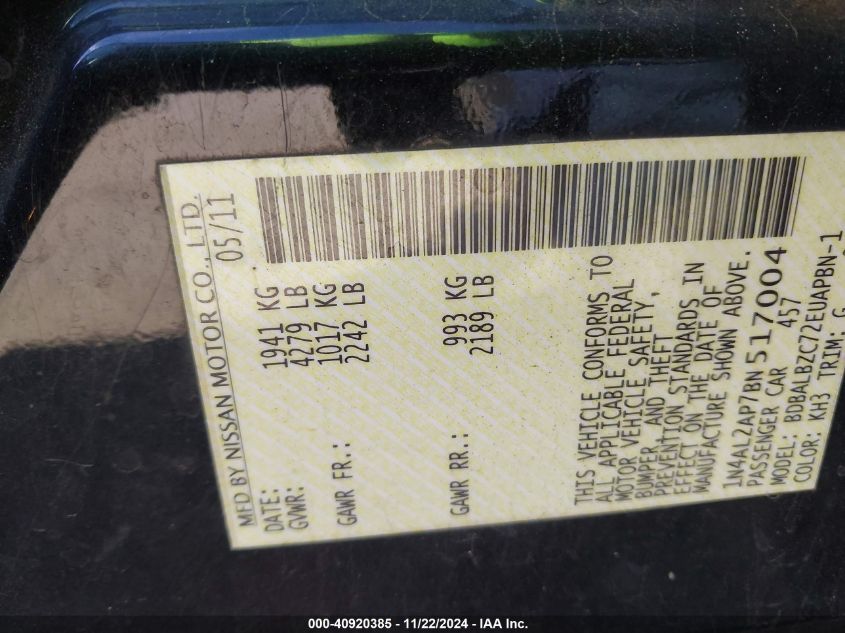 MFD BY NISSAN MOTOR CO., LTD.
DATE: 05/11
GVWR: 1941 KG
4279 LB
GAWR FR.: 1017 KG
2242 LB
GAWR RR.: 993 KG
2189 LB
THIS VEHICLE CONFORMS TO
ALL APPLICABLE FEDERAL
MOTOR VEHICLE SAFETY,
BUMPER, AND THEFT
PREVENTION STANDARDS IN
EFFECT ON THE DATE OF
MANUFACTURE SHOWN ABOVE.
1N4AL2AP7BN517004
PASSENGER CAR 457
MODEL: BDBALBZC72EUAPBN-1
COLOR: KH3 TRIM: G
000-40920385 - 11/22/2024 - IAA Inc.